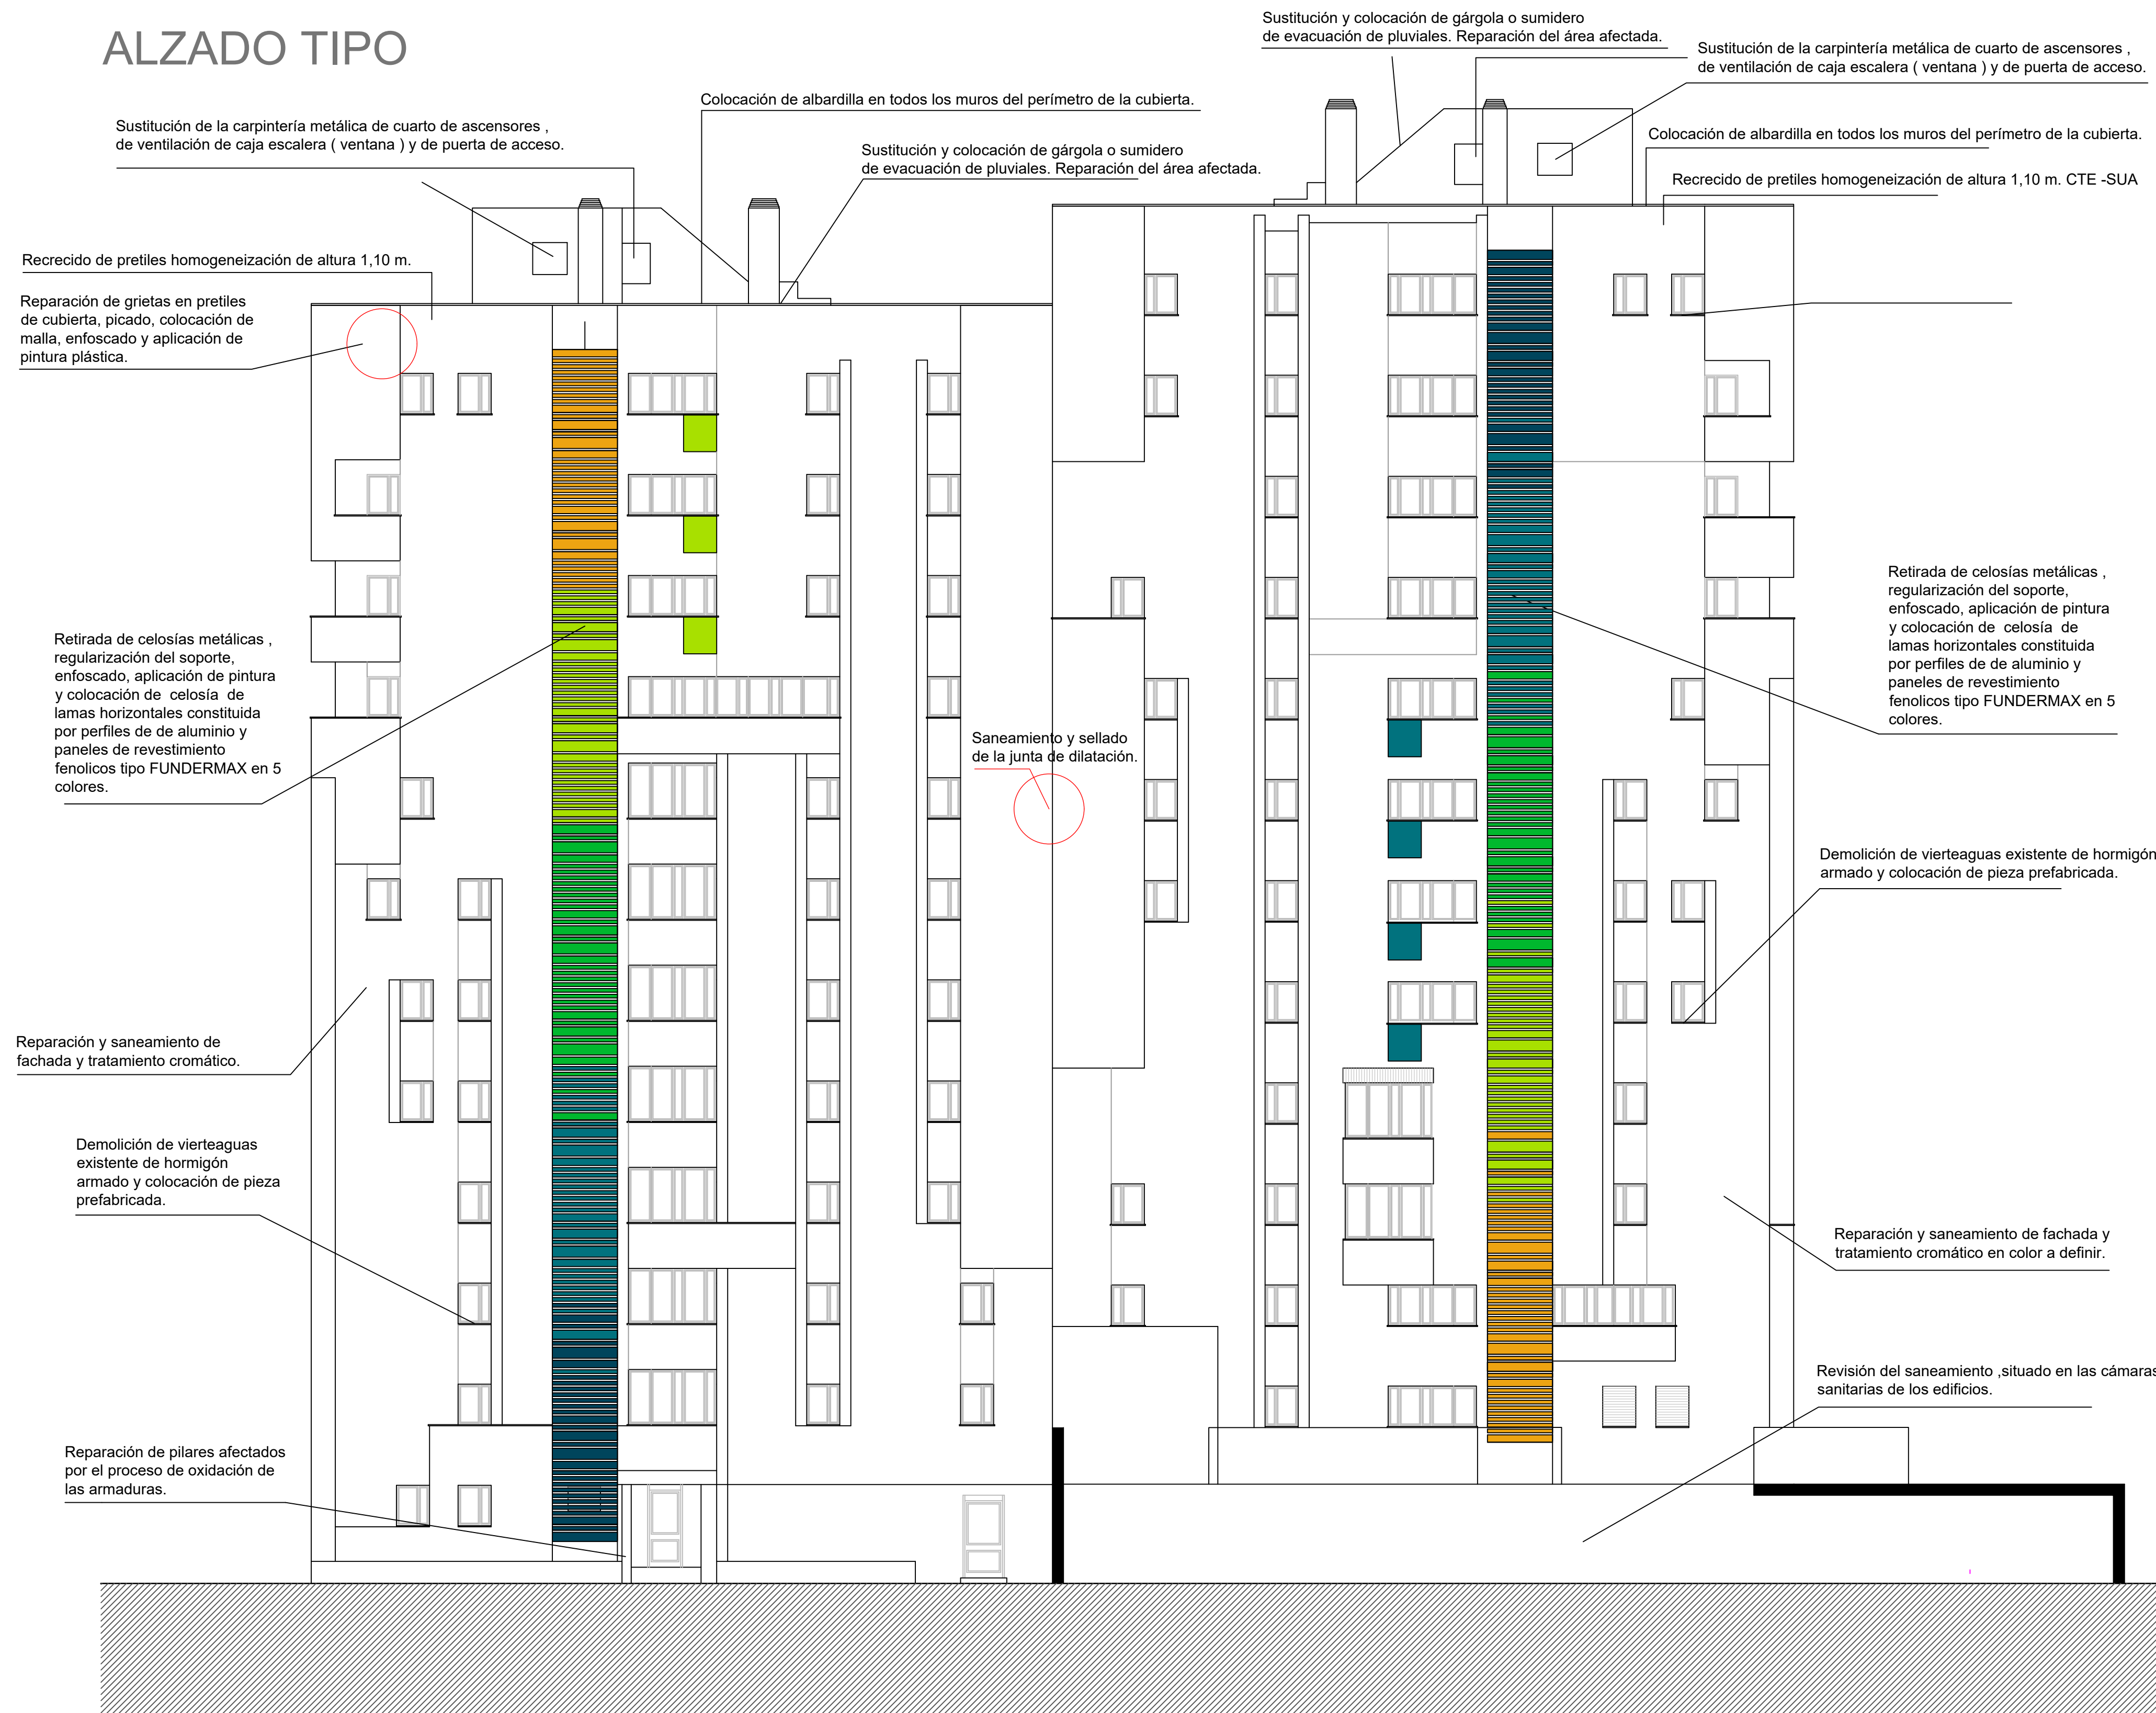 ALZADO TIPO
Sustitución y colocación de gárgola o sumidero
de evacuación de pluviales. Reparación del área afectada.
Sustitución de la carpintería metálica de cuarto de ascensores ,
de ventilación de caja escalera ( ventana ) y de puerta de acceso.
Colocación de albardilla en todos los muros del perímetro de la cubierta.
Sustitución de la carpintería metálica de cuarto de ascensores ,
de ventilación de caja escalera ( ventana ) y de puerta de acceso.
Colocación de albardilla en todos los muros del perímetro de la cubierta.
Sustitución y colocación de gárgola o sumidero
de evacuación de pluviales. Reparación del área afectada.
Recrecido de pretiles homogeneización de altura 1,10 m. CTE -SUA
Recrecido de pretiles homogeneización de altura 1,10 m.
Reparación de grietas en pretiles
de cubierta, picado, colocación de
malla, enfoscado y aplicación de
pintura plástica.
Retirada de celosías metálicas ,
regularización del soporte,
enfoscado, aplicación de pintura
y colocación de  celosía  de
lamas horizontales constituida
por perfiles de de aluminio y
paneles de revestimiento
fenolicos tipo FUNDERMAX en 5
colores.
Retirada de celosías metálicas ,
regularización del soporte,
enfoscado, aplicación de pintura
y colocación de  celosía  de
lamas horizontales constituida
por perfiles de de aluminio y
paneles de revestimiento
fenolicos tipo FUNDERMAX en 5
colores.
Saneamiento y sellado
de la junta de dilatación.
Demolición de vierteaguas existente de hormigón
armado y colocación de pieza prefabricada.
Reparación y saneamiento de
fachada y tratamiento cromático.
Demolición de vierteaguas
existente de hormigón
armado y colocación de pieza
prefabricada.
Reparación y saneamiento de fachada y
tratamiento cromático en color a definir.
Revisión del saneamiento ,situado en las cámaras
sanitarias de los edificios.
Reparación de pilares afectados
por el proceso de oxidación de
las armaduras.